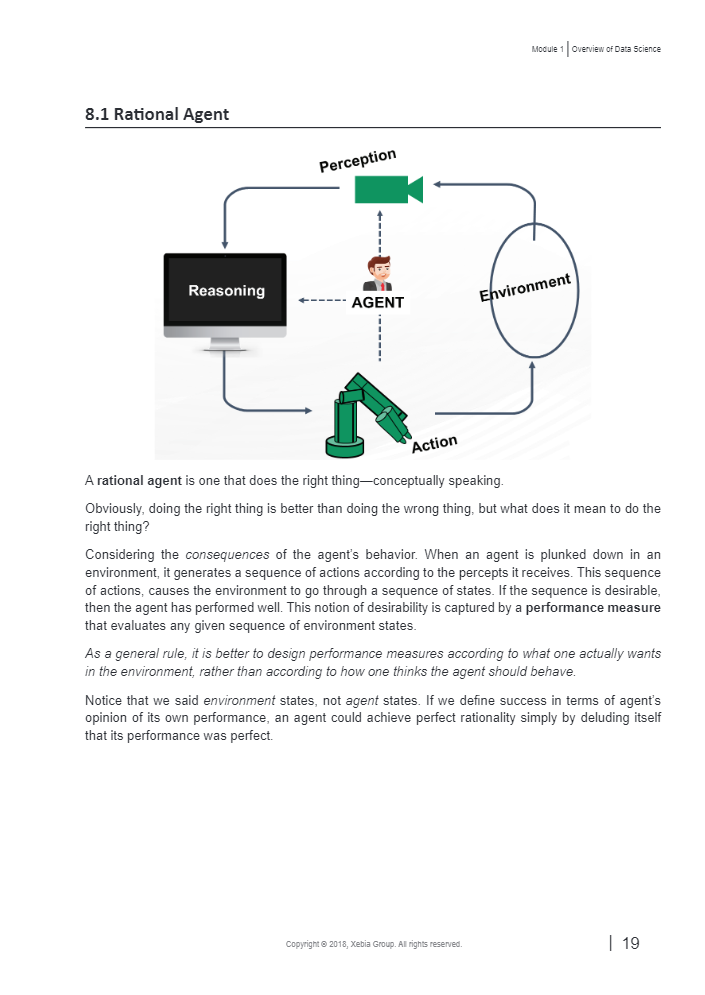 Module 1 | Overview of Data Science
8.1 Rational Agent
Perception
Reasoning
AGENT
Environment
Action
A rational agent is one that does the right thing—conceptually speaking.
Obviously, doing the right thing is better than doing the wrong thing, but what does it mean to do the
right thing?
Considering the consequences of the agent's behavior. When an agent is plunked down in an
environment, it generates a sequence of actions according to the percepts it receives. This sequence
of actions, causes the environment to go through a sequence of states. If the sequence is desirable,
then the agent has performed well. This notion of desirability is captured by a performance measure
that evaluates any given sequence of environment states.
As a general rule, it is better to design performance measures according to what one actually wants
in the environment, rather than according to how one thinks the agent should behave.
Notice that we said environment states, not agent states. If we define success in terms of agent's
opinion of its own performance, an agent could achieve perfect rationality simply by deluding itself
that its performance was perfect.
Copyright © 2018, Xebia Group. All rights reserved.
| 19